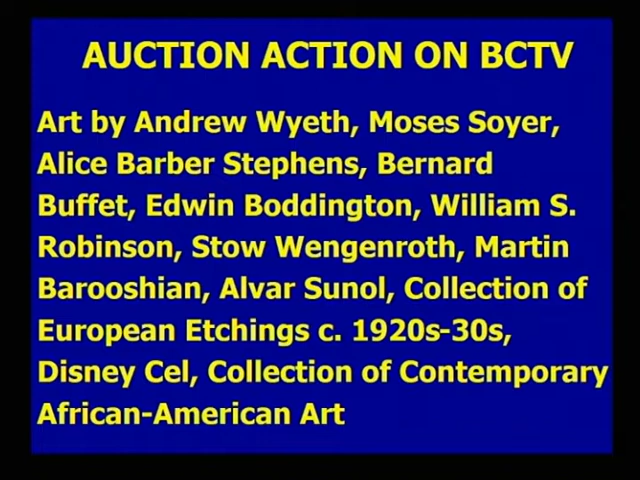 AUCTION ACTION ON BCTV
Art by Andrew Wyeth, Moses Soyer,
Alice Barber Stephens, Bernard
Buffet, Edwin Boddington, William S.
Robinson, Stow Wengenroth, Martin
Barooshian, Alvar Sunol, Collection of
European Etchings c. 1920s-30s,
Disney Cel, Collection of Contemporary
African-American Art